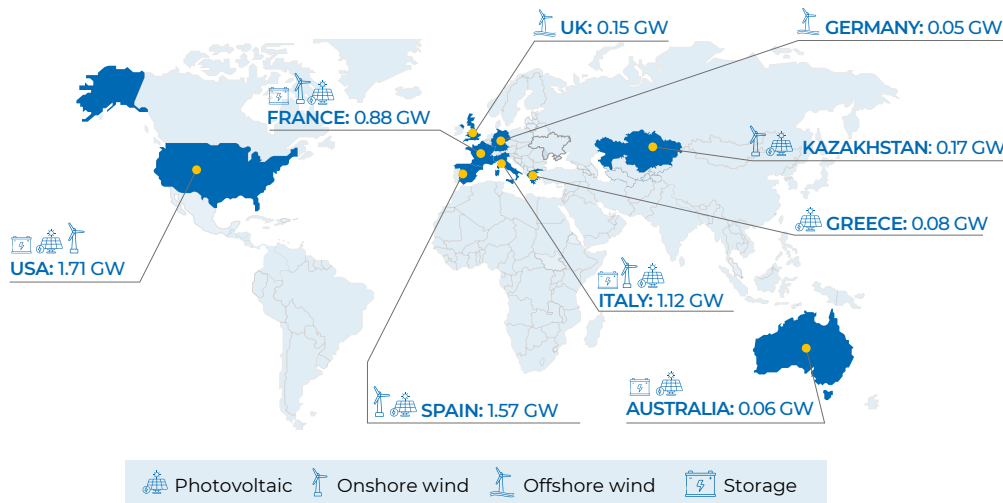 UK: 0.15 GW
GERMANY: 0.05 GW
FRANCE: 0.88 GW
KAZAKHSTAN: 0.17 GW
GREECE: 0.08 GW
USA: 1.71 GW
ITALY: 1.12 GW
SPAIN: 1.57 GW
AUSTRALIA: 0.06 GW
Photovoltaic Onshore wind Offshore wind Storage